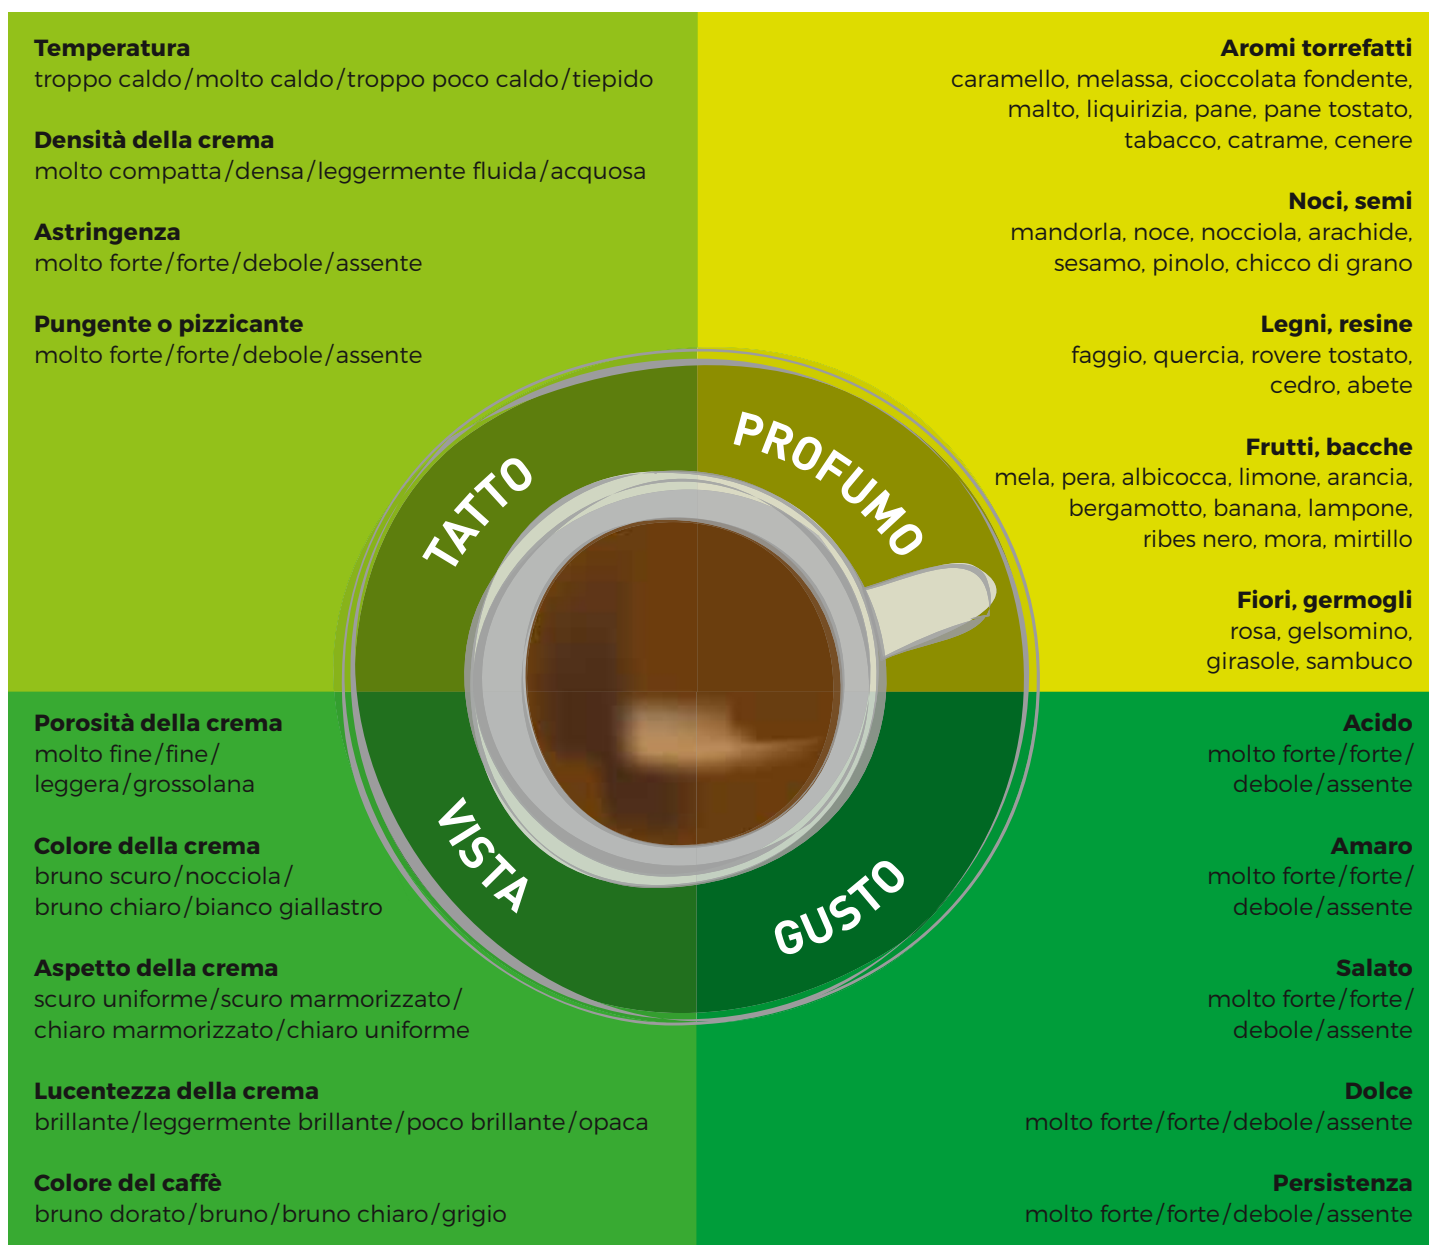 Temperatura
troppo caldo/molto caldo/troppo poco caldo/tiepido
Densità della crema
molto compatta/densa/leggermente fluida/acquosa
Astringenza
molto forte/forte/debole/assente
Pungente o pizzicante
molto forte/forte/debole/assente
TATTO
Aromi torrefatti
caramello, melassa, cioccolata fondente,
malto, liquirizia, pane, pane tostato,
tabacco, catrame, cenere
Noci, semi
mandorla, noce, nocciola, arachide,
sesamo, pinolo, chicco di grano
Legni, resine
faggio, quercia, rovere tostato,
cedro, abete
Frutti, bacche
mela, pera, albicocca, limone, arancia,
bergamotto, banana, lampone,
ribes nero, mora, mirtillo
Fiori, germogli
rosa, gelsomino,
girasole, sambuco
PROFUMO
Porosità della crema
molto fine/fine/
leggera/grossolana
Colore della crema
bruno scuro/nocciola/
bruno chiaro/bianco giallastro
Aspetto della crema
scuro uniforme/scuro marmorizzato/
chiaro marmorizzato/chiaro uniforme
Lucentezza della crema
brillante/leggermente brillante/poco brillante/opaca
Colore del caffè
bruno dorato/bruno/bruno chiaro/grigio
VISTA
Acido
molto forte/forte/
debole/assente
Amaro
molto forte/forte/
debole/assente
Salato
molto forte/forte/
debole/assente
Dolce
molto forte/forte/debole/assente
Persistenza
molto forte/forte/debole/assente
GUSTO